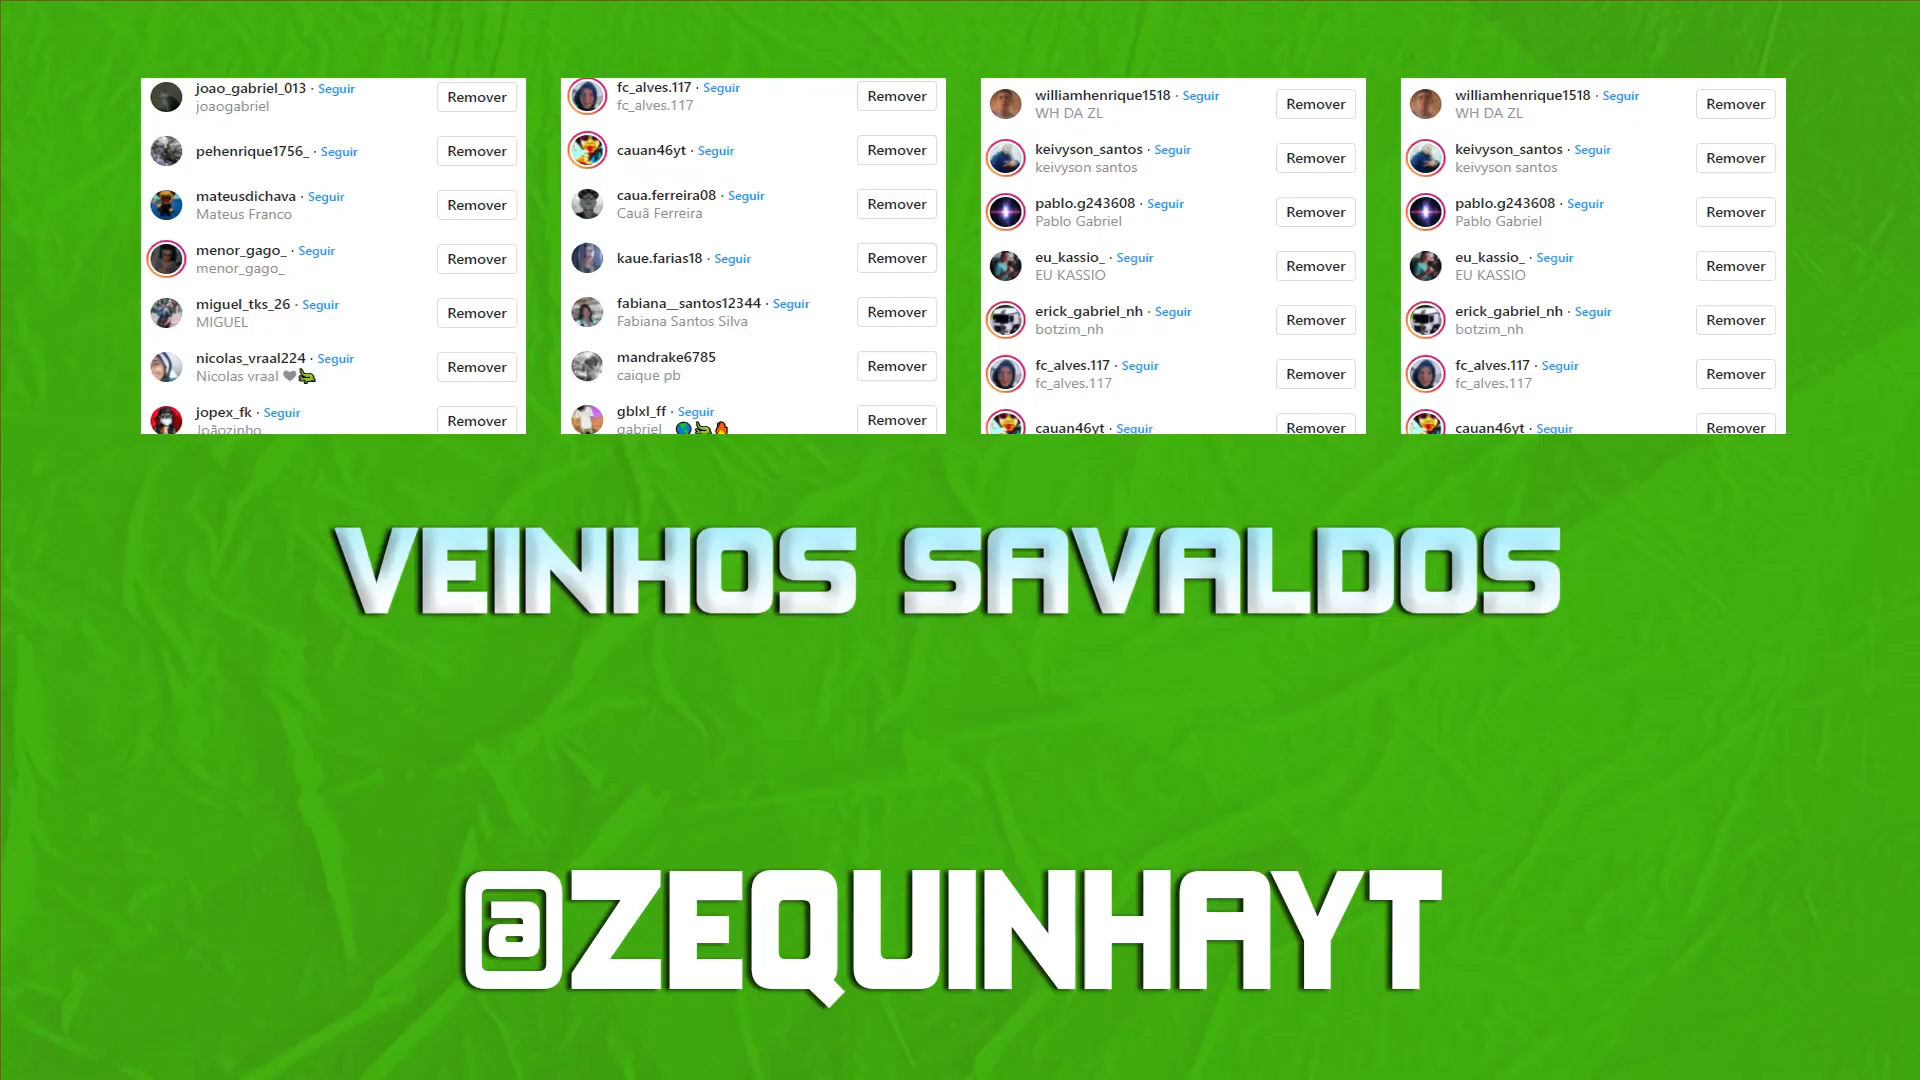 joao_gabriel_013 · Seguir
joaogabriel
Remover
pehenrique1756_ · Seguir
Remover
mateusdichava · Seguir
Mateus Franco
Remover
menor_gago_ · Seguir
menor_gago_
Remover
miguel_tks_26 · Seguir
MIGUEL
Remover
nicolas_vraal224 · Seguir
Nicolas vraal 🖤🐊
Remover
jopex_fk · Seguir
Joãozinho
Remover
fc_alves.117 · Seguir
fc_alves.117
Remover
cauan46yt · Seguir
Remover
caua.ferreira08 · Seguir
Cauã Ferreira
Remover
kaue.farias18 · Seguir
Remover
fabiana__santos12344 · Seguir
Fabiana Santos Silva
Remover
mandrake6785
caique pb
Remover
gblxl_ff · Seguir
gabriel_ 🌎🐊🔥
Remover
williamhenrique1518 · Seguir
WH DA ZL
Remover
keivyson_santos · Seguir
keivyson santos
Remover
pablo.g243608 · Seguir
Pablo Gabriel
Remover
eu_kassio_ · Seguir
EU KASSIO
Remover
erick_gabriel_nh · Seguir
botzim_nh
Remover
fc_alves.117 · Seguir
fc_alves.117
Remover
cauan46yt · Seguir
Remover
williamhenrique1518 · Seguir
WH DA ZL
Remover
keivyson_santos · Seguir
keivyson santos
Remover
pablo.g243608 · Seguir
Pablo Gabriel
Remover
eu_kassio_ · Seguir
EU KASSIO
Remover
erick_gabriel_nh · Seguir
botzim_nh
Remover
fc_alves.117 · Seguir
fc_alves.117
Remover
cauan46yt · Seguir
Remover
VEINHOS SAVALDOS
@ZEQUINHAYT